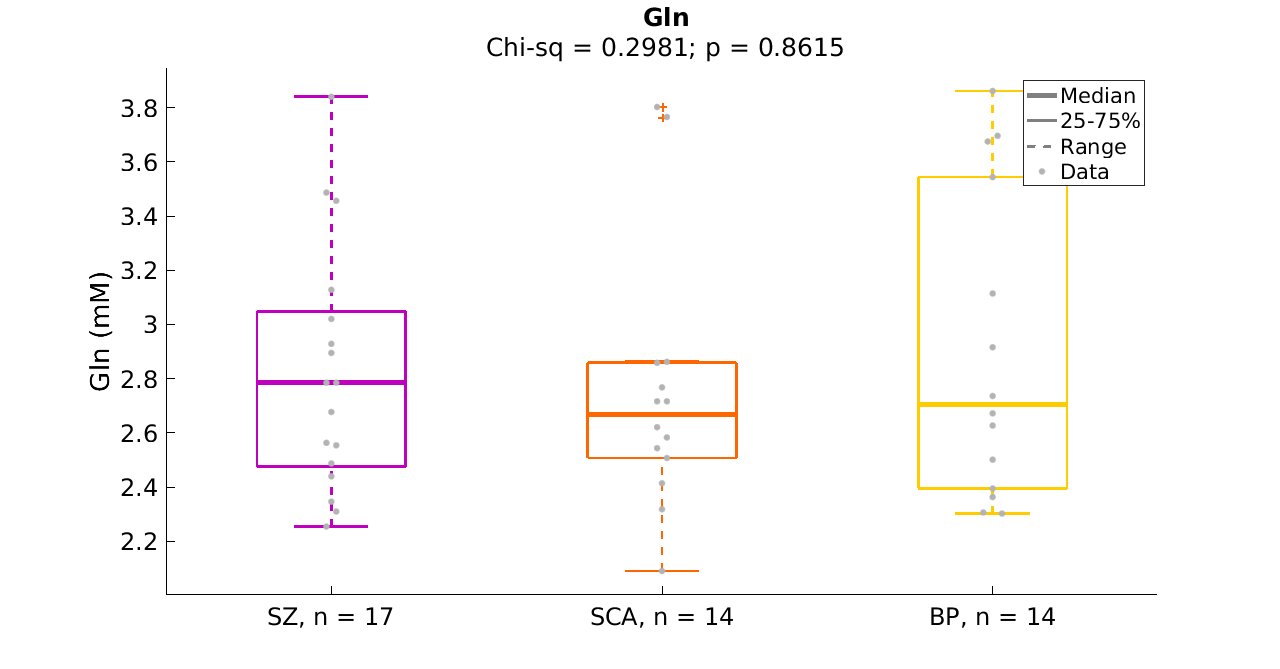 Gln
Chi-sq = 0.2981; p = 0.8615
Gln (mM)
3.8
3.6
3.4
3.2
3
2.8
2.6
2.4
2.2
SZ, n = 17
SCA, n = 14
BP, n = 14
Median
25-75%
Range
Data